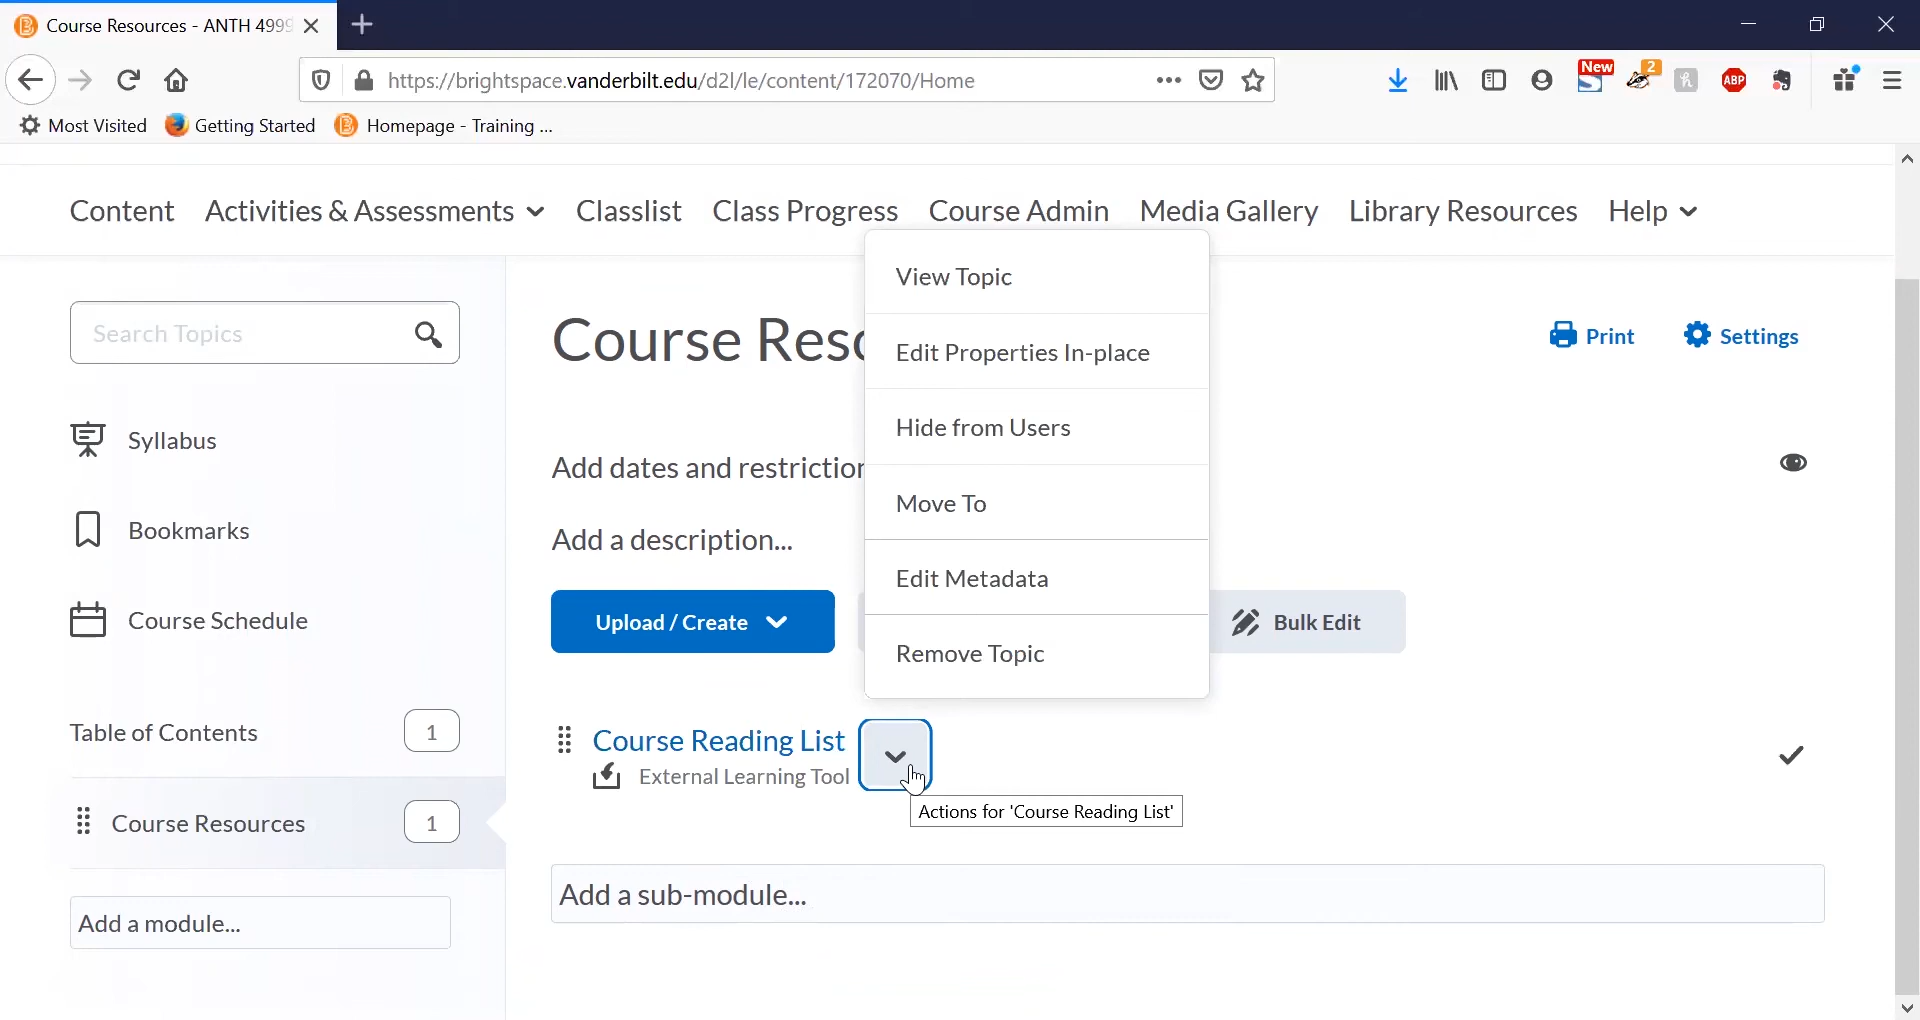 Course Resources - ANTH 4999
New
2
https://brightspace.vanderbilt.edu/d2l/le/content/172070/Home
ABP
Most Visited
Getting Started
Homepage - Training ...
Content
Activities & Assessments
Classlist
Class Progress
Course Admin
Media Gallery
Library Resources
Help
View Topic
Search Topics
Course Reso
Print
Settings
Edit Properties In-place
Hide from Users
Syllabus
Add dates and restriction
Move To
Bookmarks
Add a description...
Edit Metadata
Course Schedule
Upload / Create
Bulk Edit
Remove Topic
Table of Contents
1
Course Reading List
External Learning Tool
Actions for 'Course Reading List'
Course Resources
1
Add a sub-module...
Add a module...